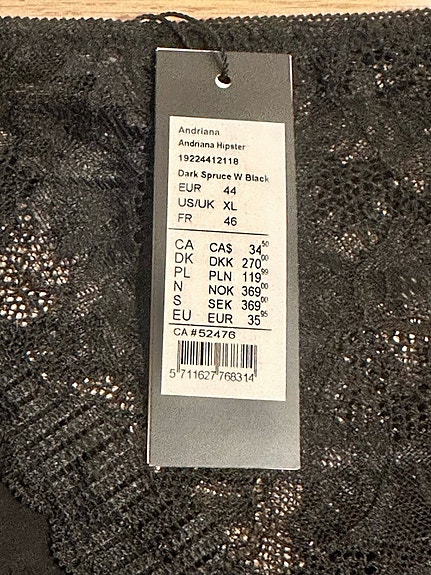 Andriana
Andriana Hipster
19224412118
Dark Spruce W Black
EUR 44
US/UK XL
FR 46
CA CA$ 34.50
DK DKK 270.00
PL PLN 119.99
N NOK 369.00
S SEK 369.00
EU EUR 35.95
CA # 52476
5 711627 768314